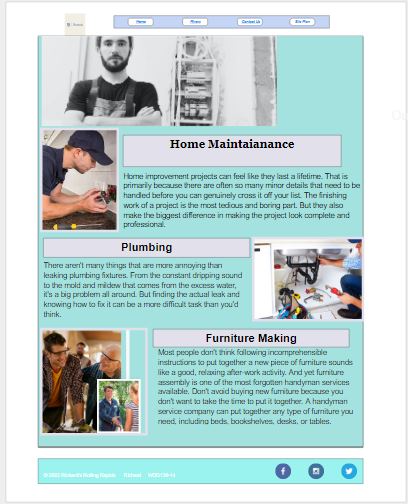 Home
Contact Us
Site Plan
Home Maintaianance
Home improvement projects can feel like they last a lifetime. That is
primarily because there are often so many minor details that need to be
handled before you can genuinely cross it off your list. The finishing
work of a project is the most tedious and boring part. But they also
make the biggest difference in making the project look complete and
professional.
Plumbing
There aren't many things that are more annoying than
leaking plumbing fixtures. From the constant dripping sound
to the mold and mildew that comes from the excess water,
it's a big problem all around. But finding the actual leak and
knowing how to fix it can be a more difficult task than you'd
think.
Furniture Making
Most people don't think following incomprehensible
instructions to put together a new piece of furniture sounds
like a good, relaxing after-work activity. And yet furniture
assembly is one of the most forgotten handyman services
available. Don't avoid buying new furniture because you
don't want to take the time to put it together. A handyman
service company can put together any type of furniture you
need, including beds, bookshelves, desks, or tables.